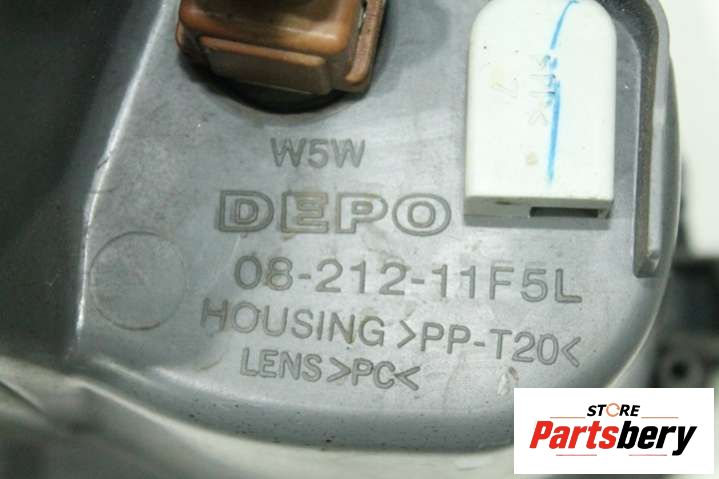 W5W
DEPO
08-212-11F5L
HOUSING >PP-T20<
LENS>PC<
STORE
Partsbery